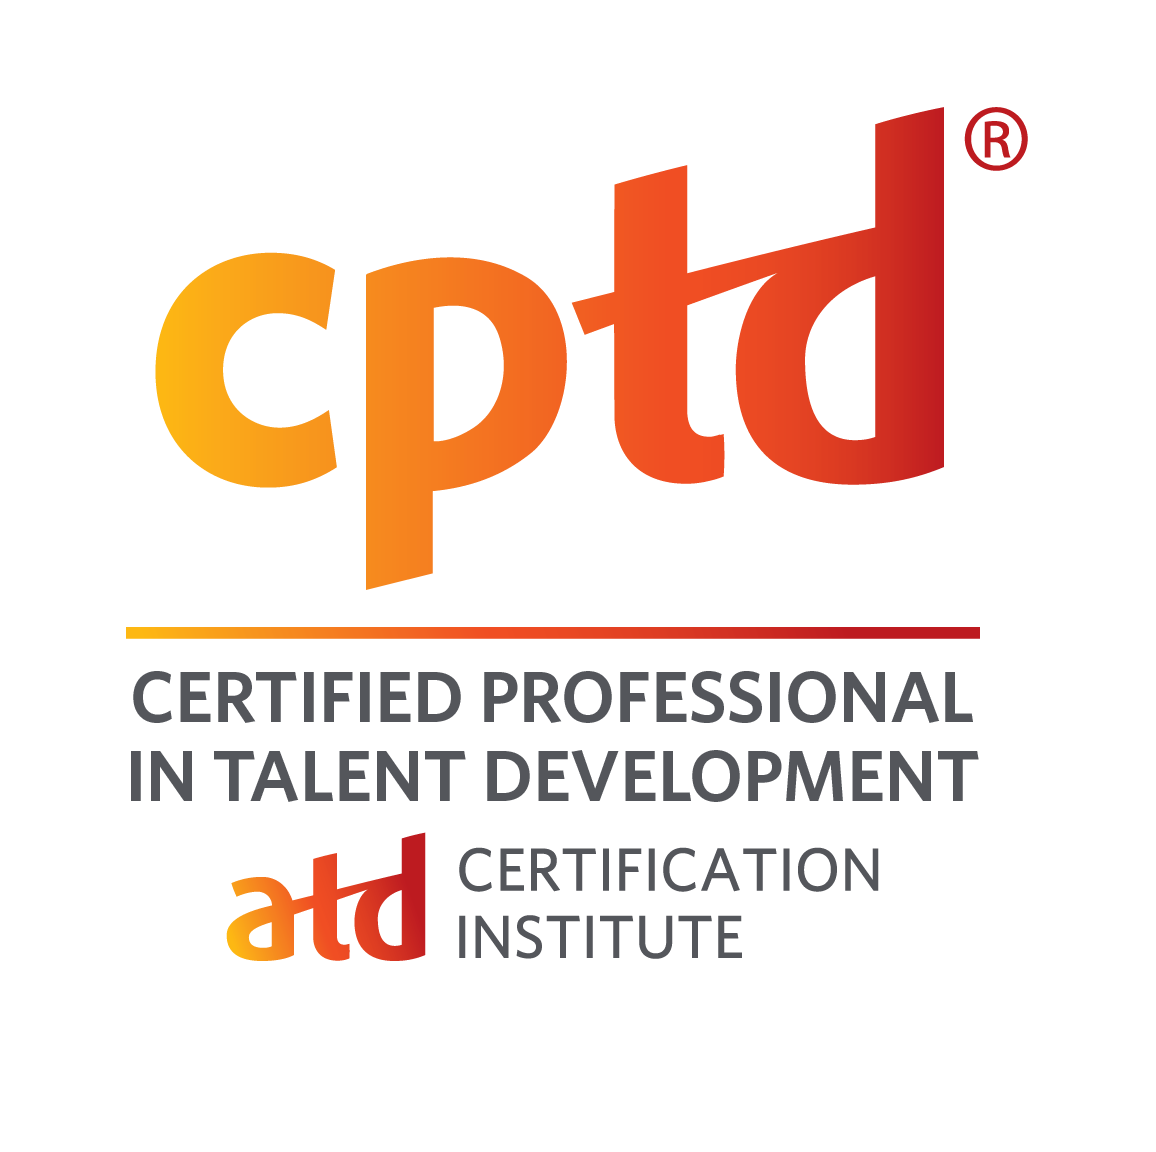 cptd®
CERTIFIED PROFESSIONAL
IN TALENT DEVELOPMENT
atd CERTIFICATION
INSTITUTE